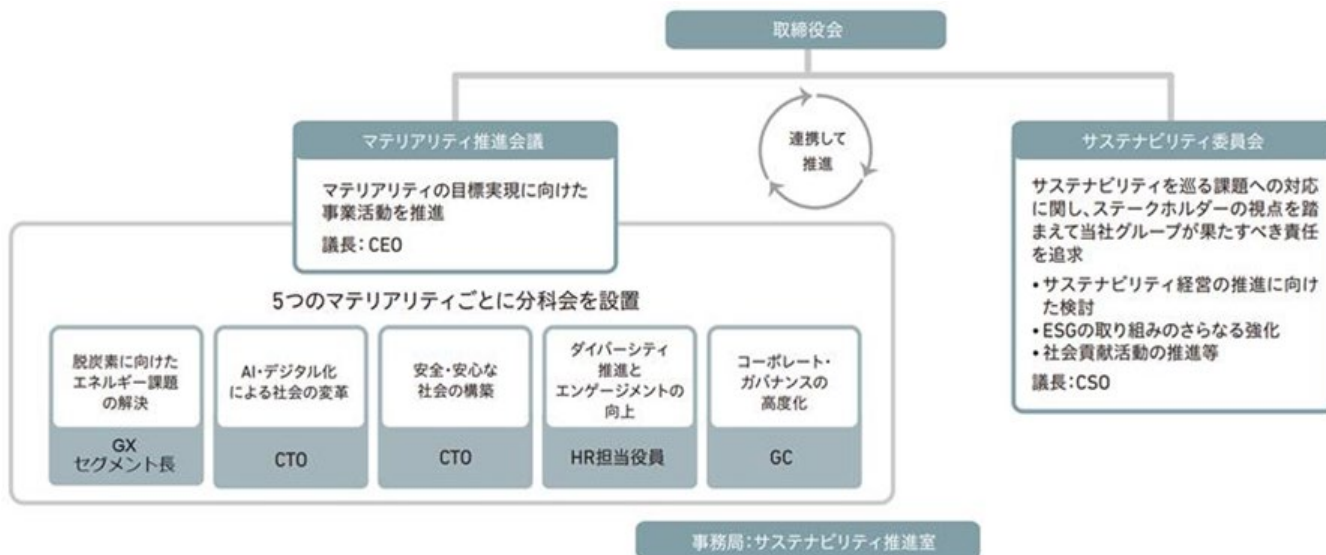 取締役会
マテリアリティ推進会議
マテリアリティの目標実現に向けた
事業活動を推進
議長：CEO
連携して
推進
サステナビリティ委員会
サステナビリティを巡る課題への対応
に関し、ステークホルダーの視点を踏
まえて当社グループが果たすべき責任
を追求
・サステナビリティ経営の推進に向け
た検討
・ESGの取り組みのさらなる強化
・社会貢献活動の推進等
議長：CSO
5つのマテリアリティごとに分科会を設置
脱炭素に向けた
エネルギー課題
の解決
GX
セグメント長
AI・デジタル化
による社会の変革
CTO
安全・安心な
社会の構築
CTO
ダイバーシティ
推進と
エンゲージメントの
向上
HR担当役員
コーポレート・
ガバナンスの
高度化
GC
事務局：サステナビリティ推進室